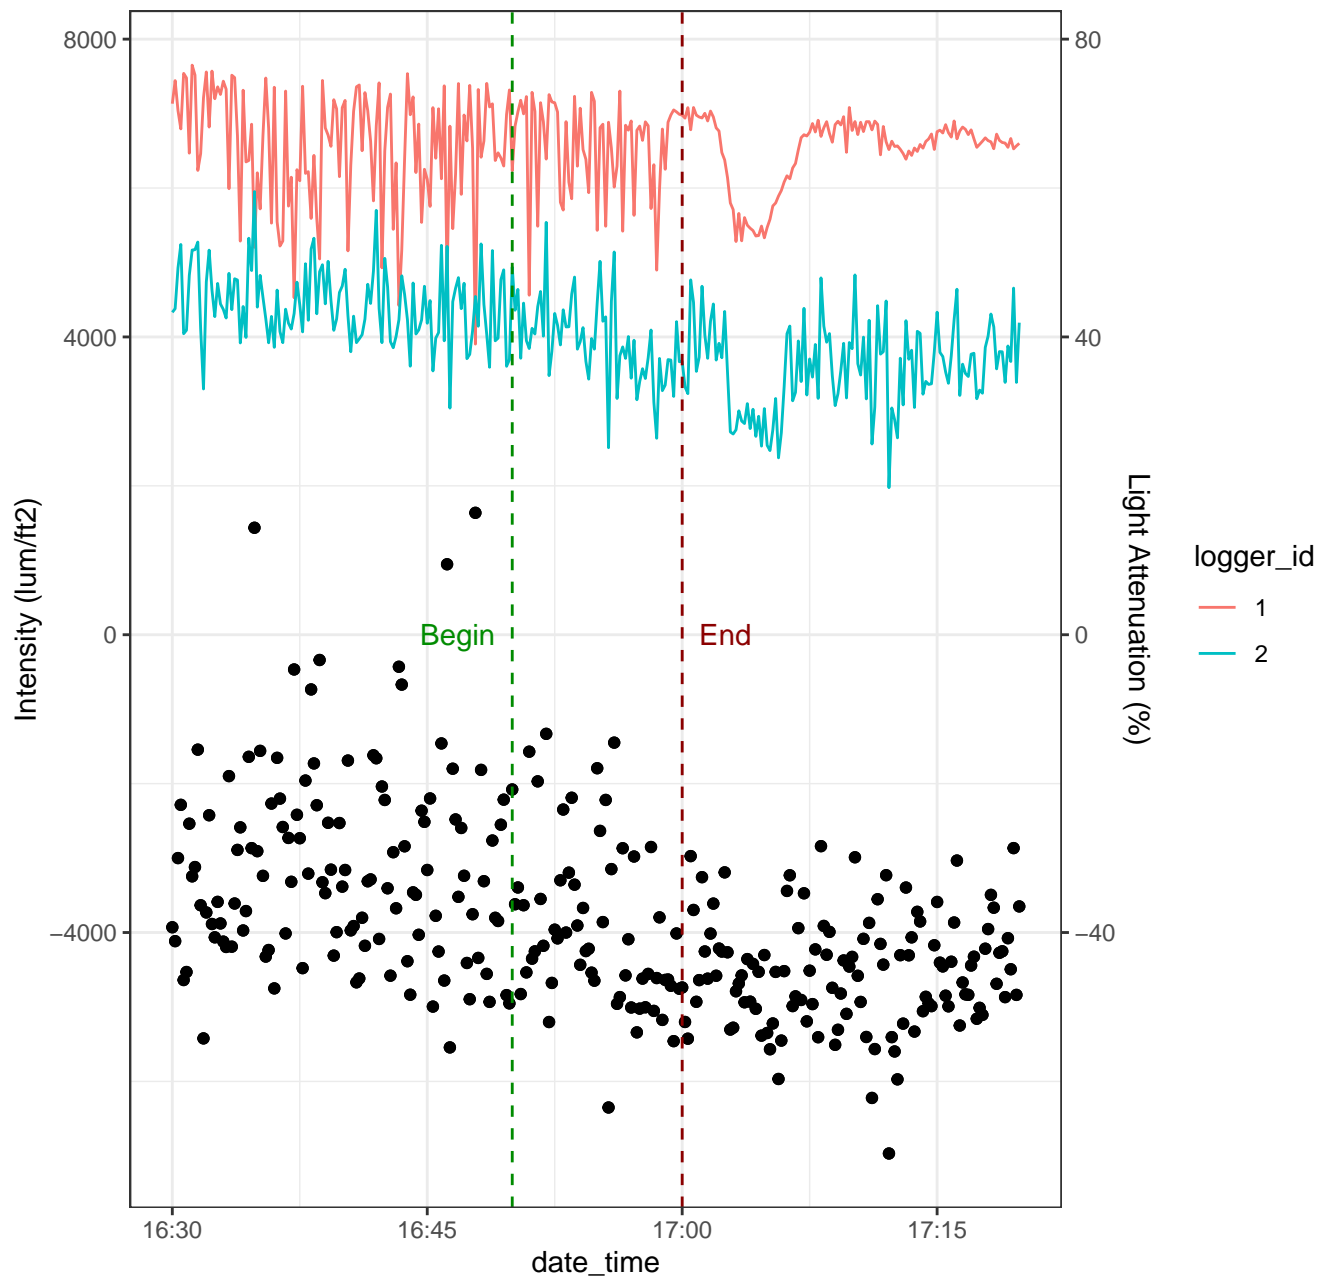 8000
4000
0
−4000
80
40
0
−40
Intensity (lum/ft2)
Light Attenuation (%)
Begin
End
logger_id
1
2
16:30
16:45
17:00
17:15
date_time